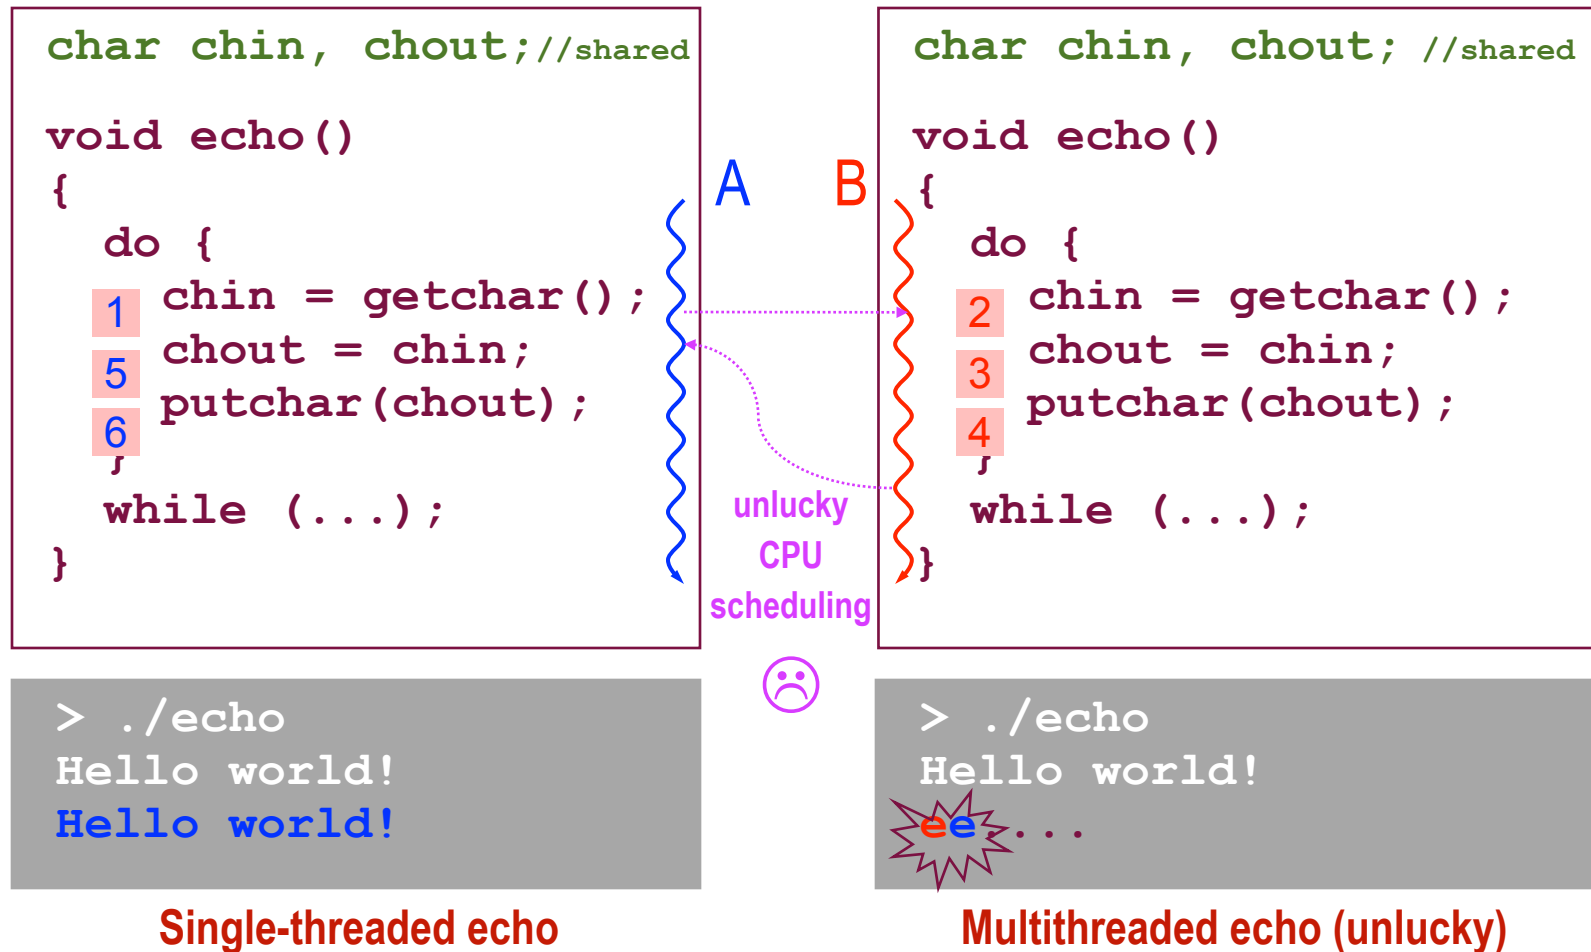 char chin, chout;//shared
void echo()
{
do {
1 chin = getchar();
5 chout = chin;
6 putchar(chout);
}
while (...);
}
A
B
unlucky
CPU
scheduling
char chin, chout; //shared
void echo()
{
do {
2 chin = getchar();
3 chout = chin;
4 putchar(chout);
}
while (...);
}
> ./echo
Hello world!
Hello world!
> ./echo
Hello world!
ee....
Single-threaded echo
Multithreaded echo (unlucky)